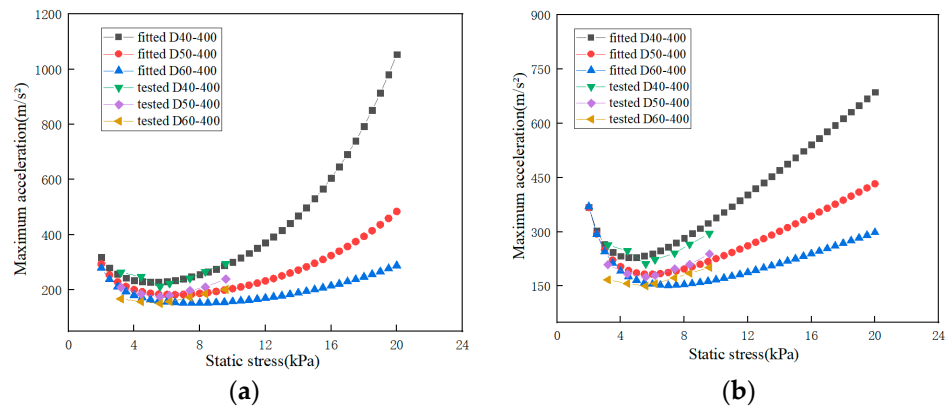 1200
1000
800
600
400
200
0
0 4 8 12 16 20 24
Maximum acceleration(m/s²)
Static stress(kPa)
fitted D40-400
fitted D50-400
fitted D60-400
tested D40-400
tested D50-400
tested D60-400
(a)
900
750
600
450
300
150
0 4 8 12 16 20 24
Maximum acceleration(m/s²)
Static stress(kPa)
fitted D40-400
fitted D50-400
fitted D60-400
tested D40-400
tested D50-400
tested D60-400
(b)